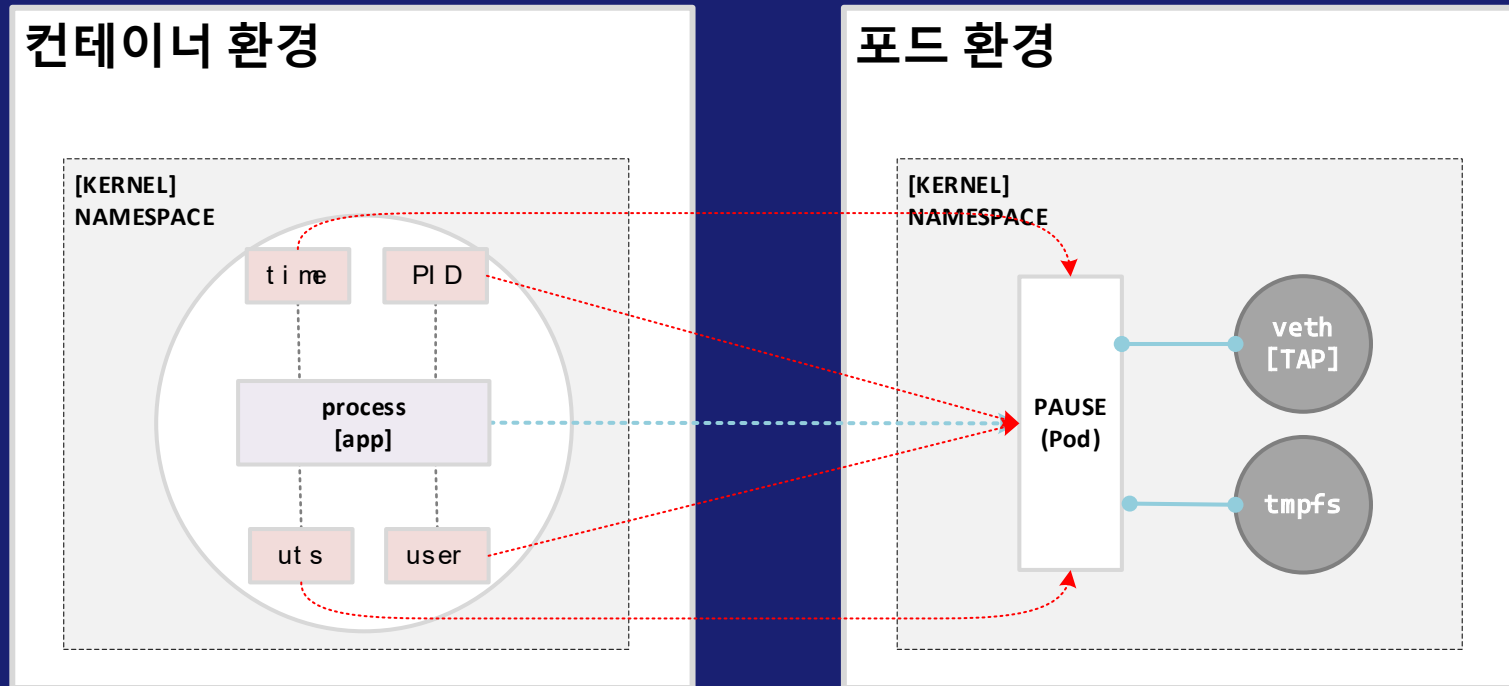 컨테이너 환경
[KERNEL]
NAMESPACE
time
PID
process
[app]
uts
user
포드 환경
[KERNEL]
NAMESPACE
PAUSE
(Pod)
veth
[TAP]
tmpfs